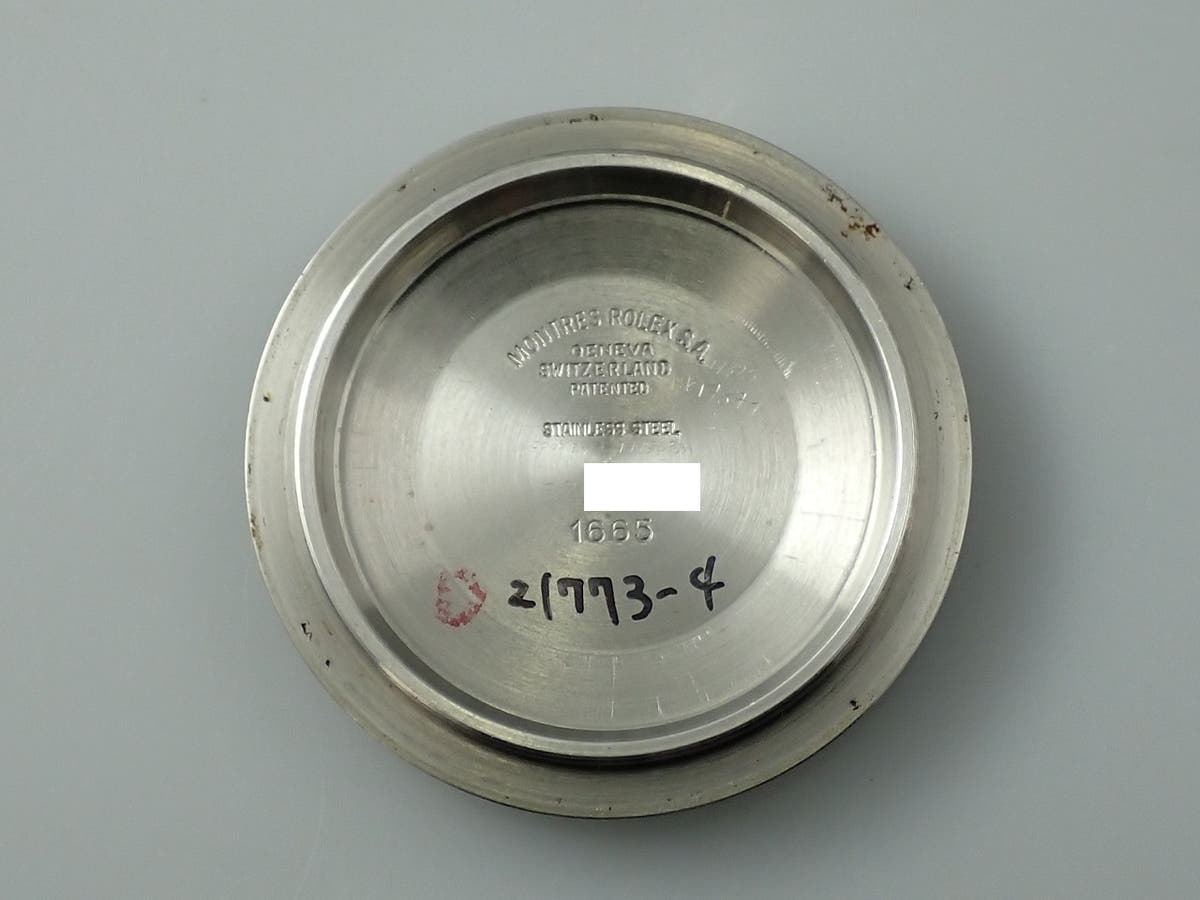 MONTRES ROLEX S.A.
GENEVA
SWITZERLAND
PATENTED
STAINLESS STEEL
1665
21773-4